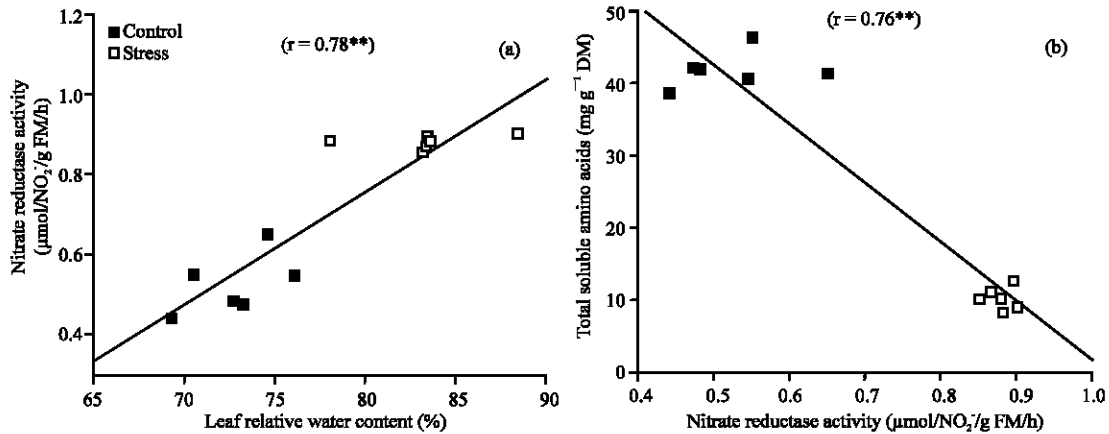 1.2
1.0
0.8
0.6
0.4
Nitrate reductase activity
(µmol/NO₂⁻/g FM/h)
Control
Stress
(r = 0.78**)
(a)
65 70 75 80 85 90
Leaf relative water content (%)
50
40
30
20
10
0
Total soluble amino acids (mg g⁻¹ DM)
(r = 0.76**)
(b)
0.4 0.5 0.6 0.7 0.8 0.9 1.0
Nitrate reductase activity (µmol/NO₂⁻/g FM/h)